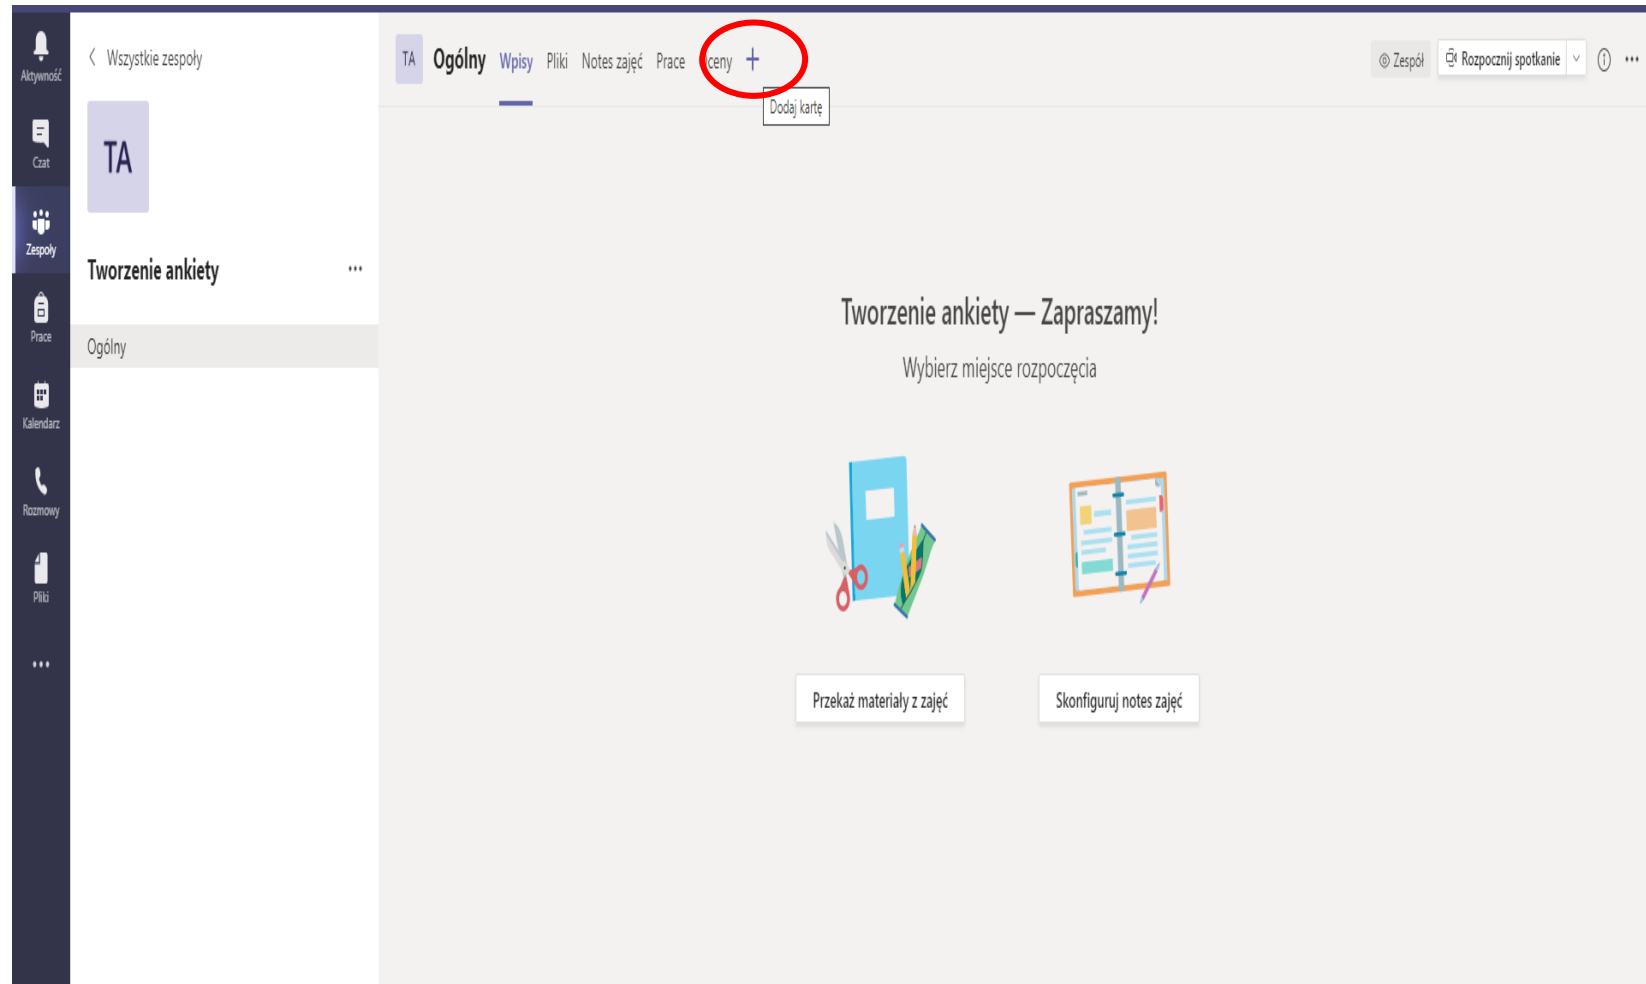 Aktywność
Czat
Zespoły
Prace
Kalendarz
Rozmowy
Pliki
Wszystkie zespoły
TA
Tworzenie ankiety
Ogólny
TA Ogólny Wpisy Pliki Notes zajęć Prace Oceny +
Dodaj kartę
Zespół Rozpocznij spotkanie
Tworzenie ankiety — Zapraszamy!
Wybierz miejsce rozpoczęcia
Przekaż materiały z zajęć
Skonfiguruj notes zajęć